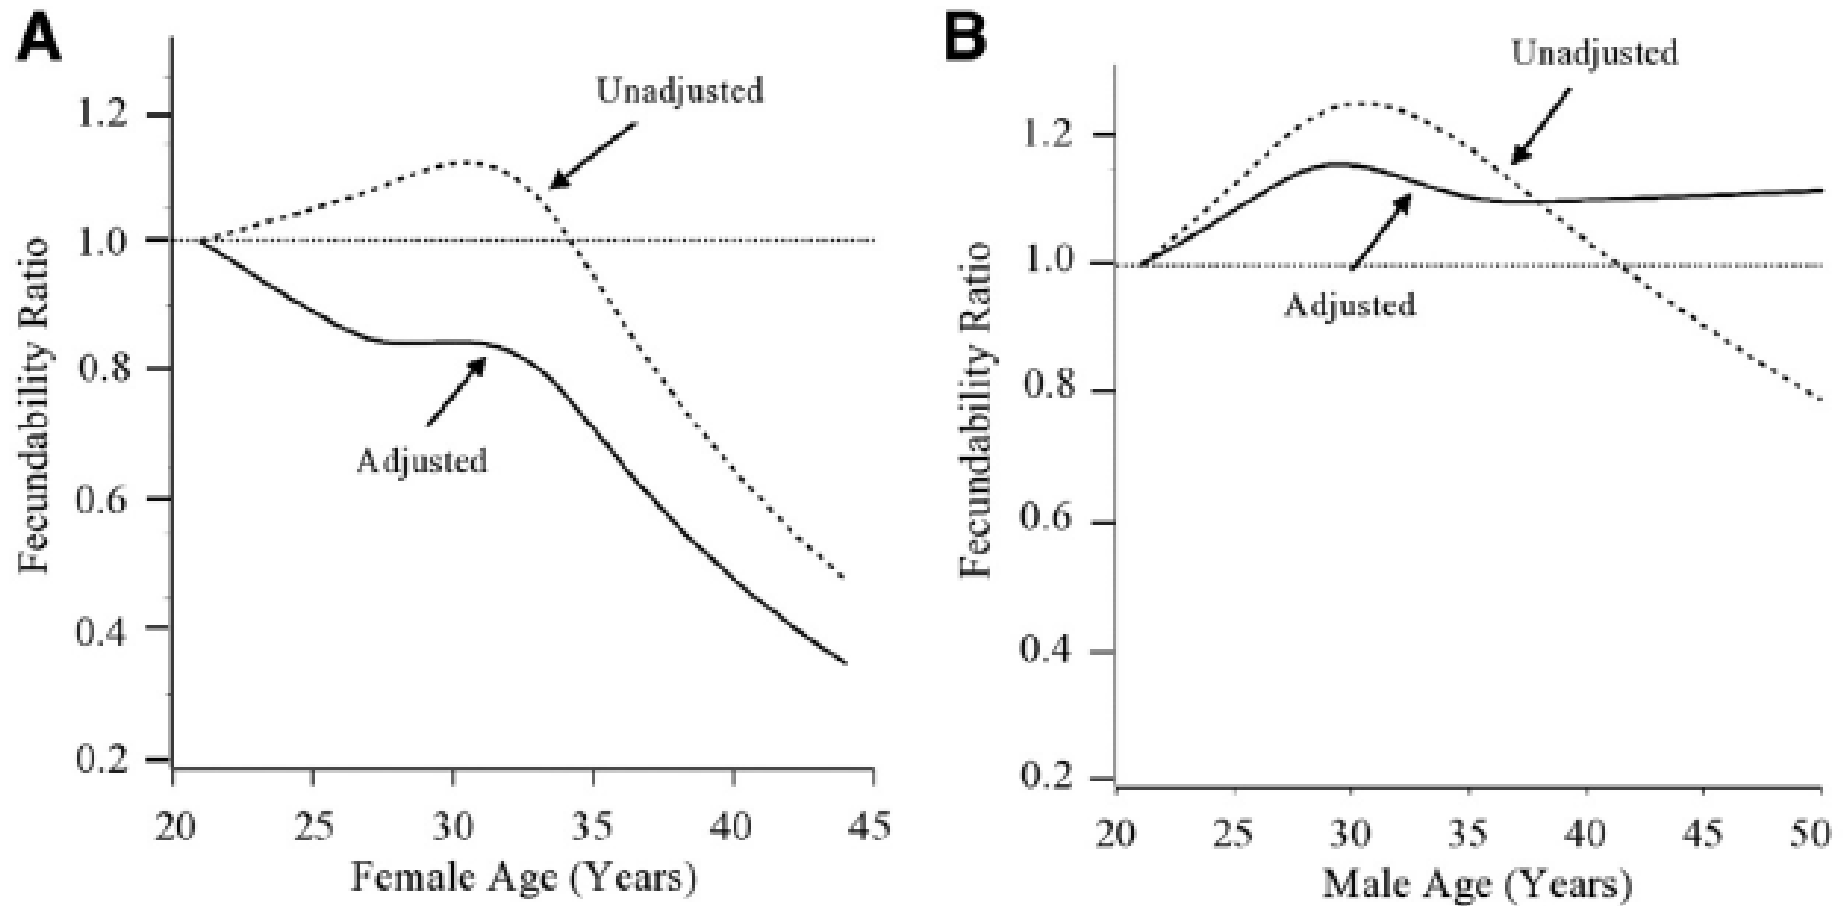 A
Unadjusted
Adjusted
1.2
1.0
0.8
0.6
0.4
0.2
Fecundability Ratio
20 25 30 35 40 45
Female Age (Years)
B
Unadjusted
Adjusted
1.2
1.0
0.8
0.6
0.4
0.2
Fecundability Ratio
20 25 30 35 40 45 50
Male Age (Years)